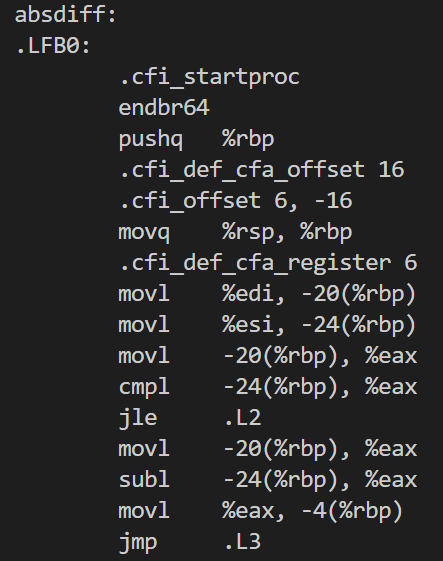 absdiff:
.LFB0:
.cfi_startproc
endbr64
pushq %rbp
.cfi_def_cfa_offset 16
.cfi_offset 6, -16
movq %rsp, %rbp
.cfi_def_cfa_register 6
movl %edi, -20(%rbp)
movl %esi, -24(%rbp)
movl -20(%rbp), %eax
cmpl -24(%rbp), %eax
jle .L2
movl -20(%rbp), %eax
subl -24(%rbp), %eax
movl %eax, -4(%rbp)
jmp .L3